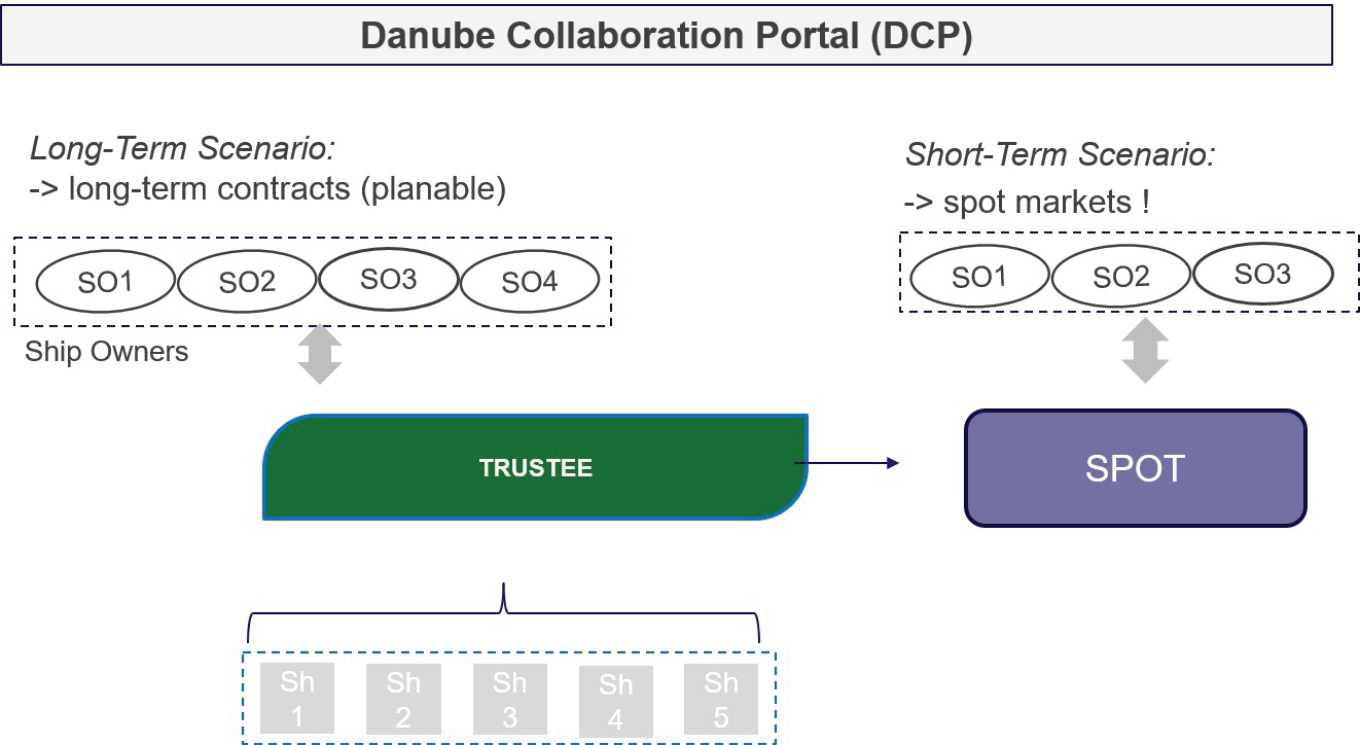 Danube Collaboration Portal (DCP)
Long-Term Scenario:
-> long-term contracts (planable)
SO1 SO2 SO3 SO4
Ship Owners
Short-Term Scenario:
-> spot markets !
SO1 SO2 SO3
TRUSTEE
SPOT
Sh 1
Sh 2
Sh 3
Sh 4
Sh 5